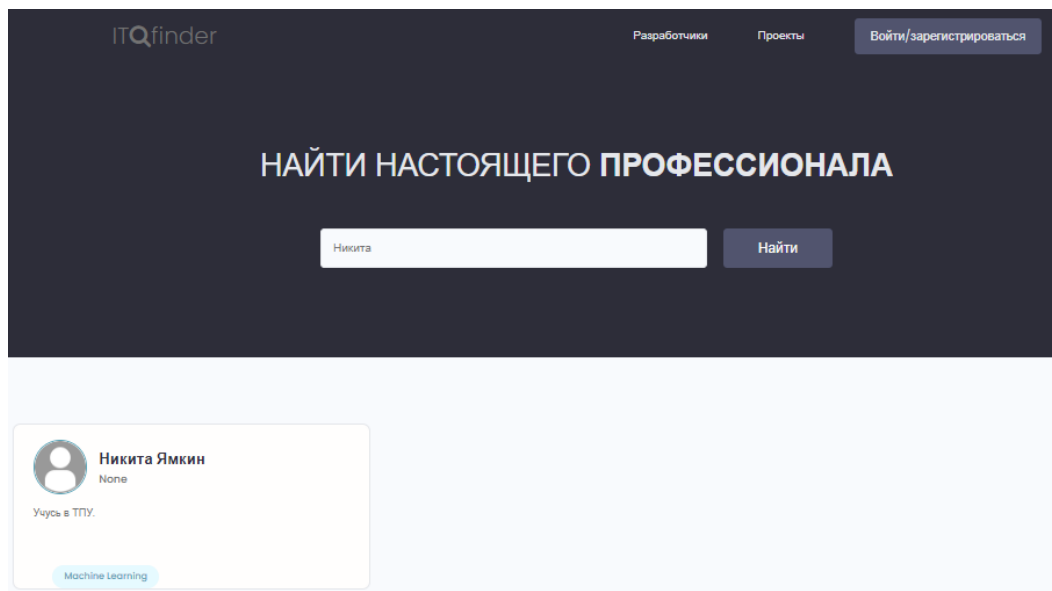 ITQfinder
Разработчики
Проекты
Войти/зарегистрироваться
НАЙТИ НАСТОЯЩЕГО ПРОФЕССИОНАЛА
Никита
Найти
Никита Ямкин
None
Учусь в ТПУ.
Machine Learning